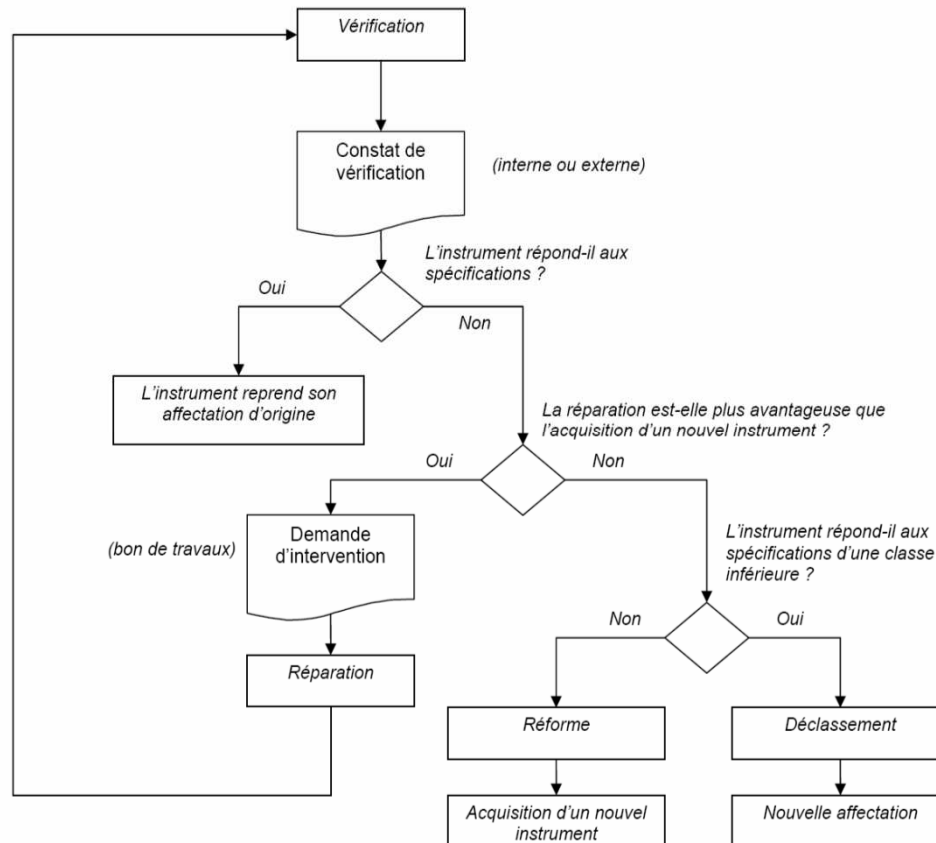 Vérification
Constat de
vérification
(interne ou externe)
L'instrument répond-il aux
spécifications ?
Oui
Non
L'instrument reprend son
affectation d'origine
La réparation est-elle plus avantageuse que
l'acquisition d'un nouvel instrument ?
Oui
Non
(bon de travaux)
Demande
d'intervention
L'instrument répond-il aux
spécifications d'une classe
inférieure ?
Non
Oui
Réparation
Réforme
Déclassement
Acquisition d'un nouvel
instrument
Nouvelle affectation